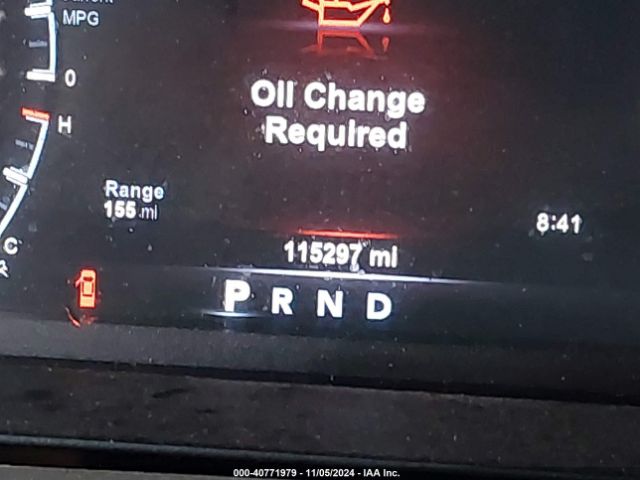 MPG
0
H
Oil Change
Required
Range
155 mi
8:41
C
115297 mi
P R N D
000-40771979 - 11/05/2024 - IAA Inc.